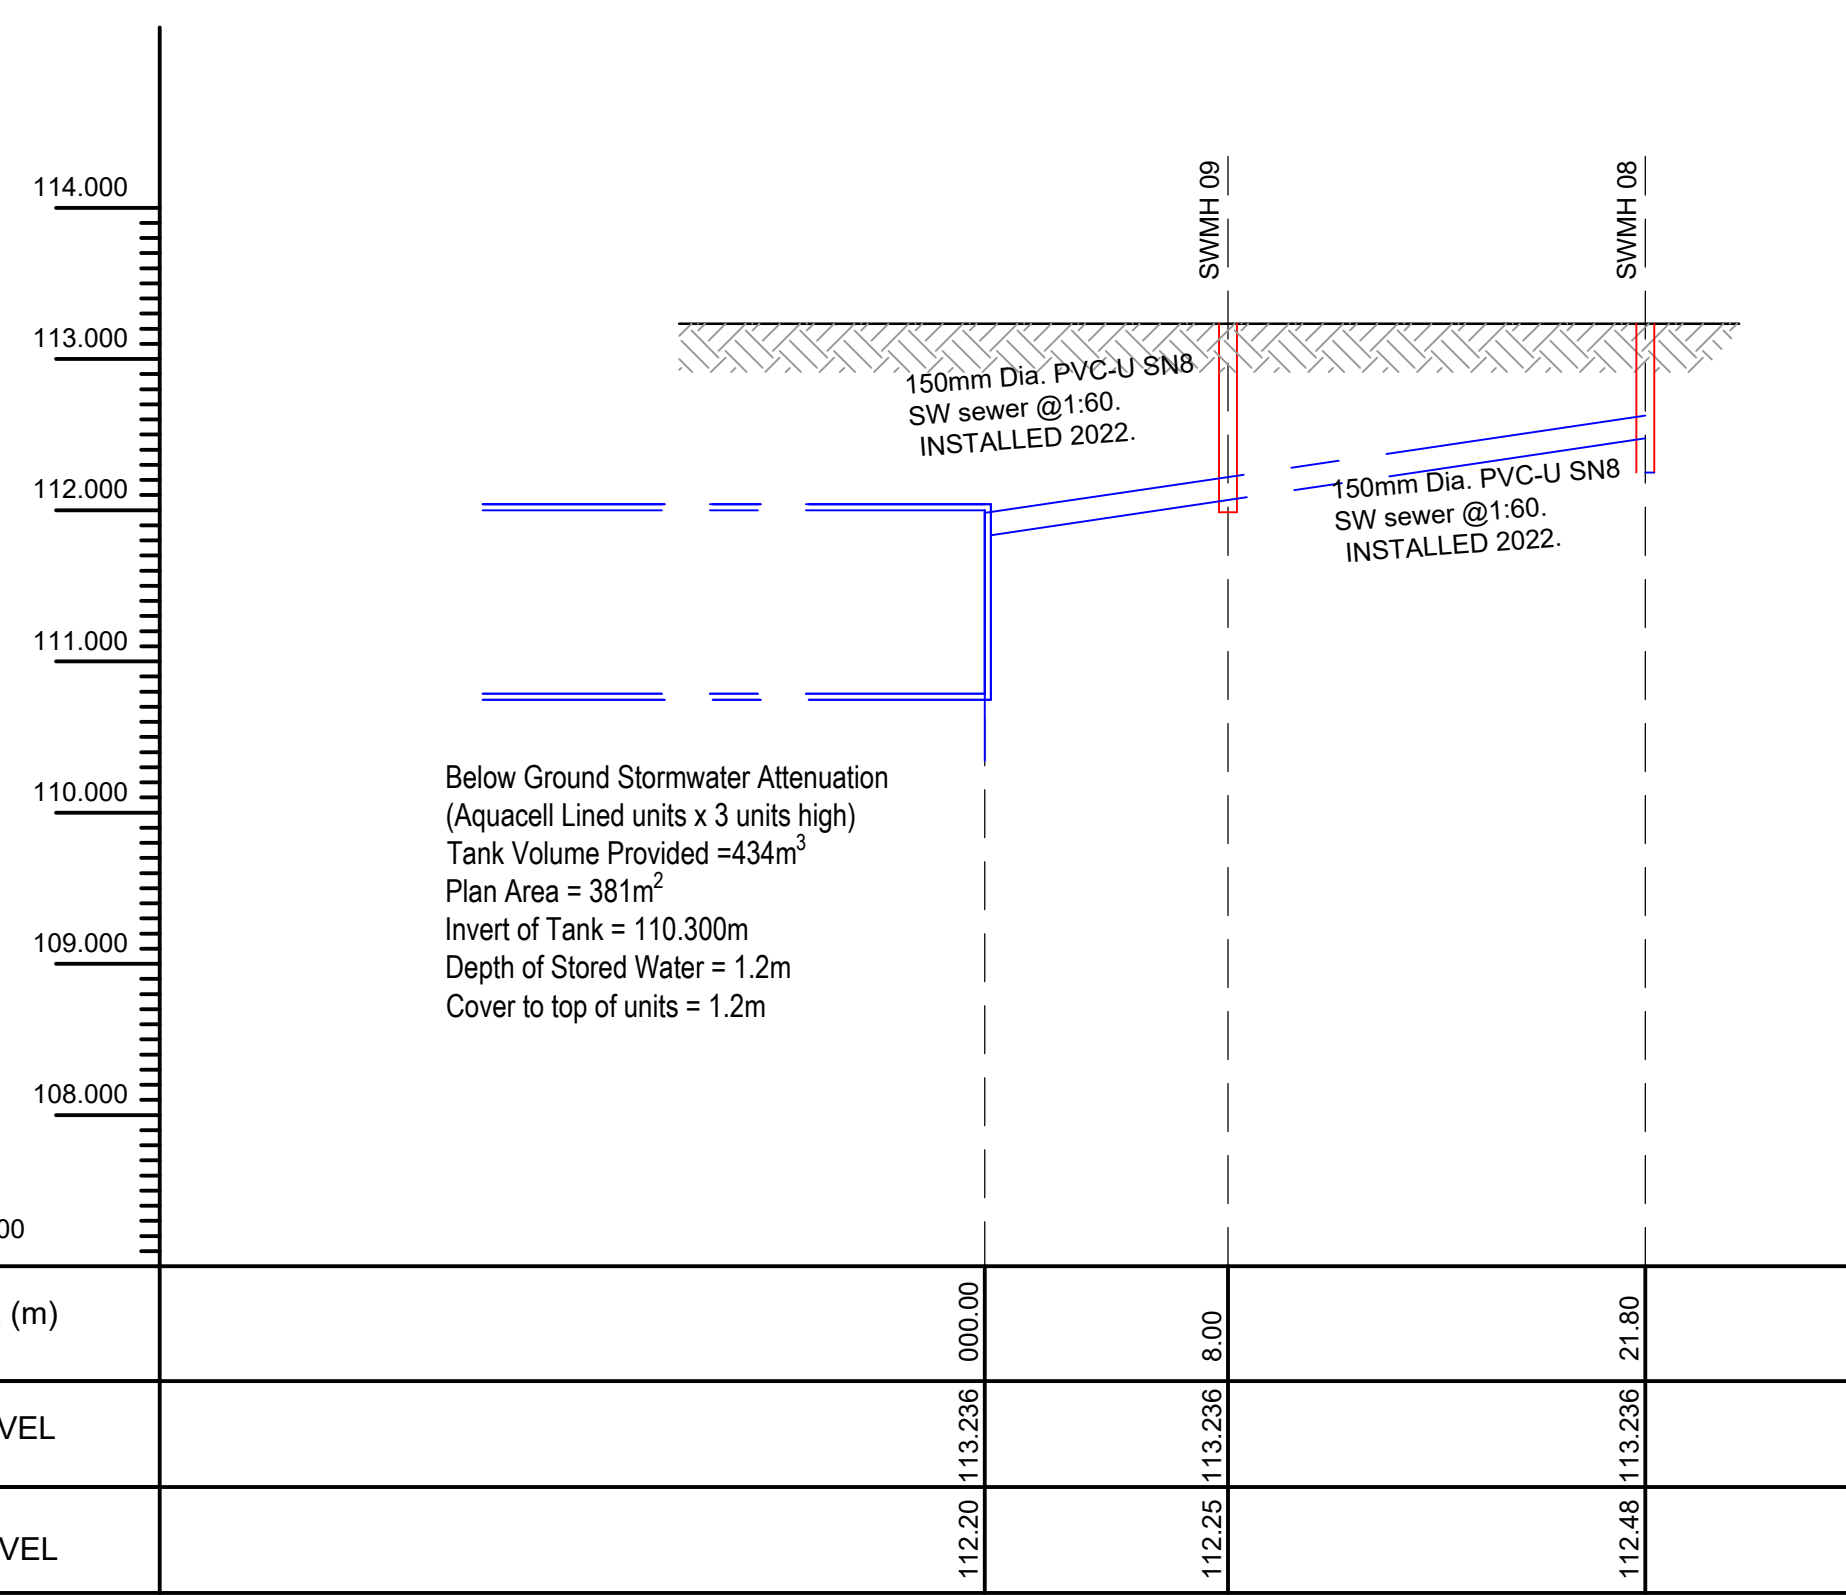 114.000
113.000
112.000
111.000
110.000
109.000
108.000
00
SWMH 09
SWMH 08
150mm Dia. PVC-U SN8
SW sewer @1:60.
INSTALLED 2022.
150mm Dia. PVC-U SN8
SW sewer @1:60.
INSTALLED 2022.
Below Ground Stormwater Attenuation
(Aquacell Lined units x 3 units high)
Tank Volume Provided =434m³
Plan Area = 381m²
Invert of Tank = 110.300m
Depth of Stored Water = 1.2m
Cover to top of units = 1.2m
(m)
000.00
8.00
21.80
VEL
113.236
113.236
113.236
VEL
112.20
112.25
112.48